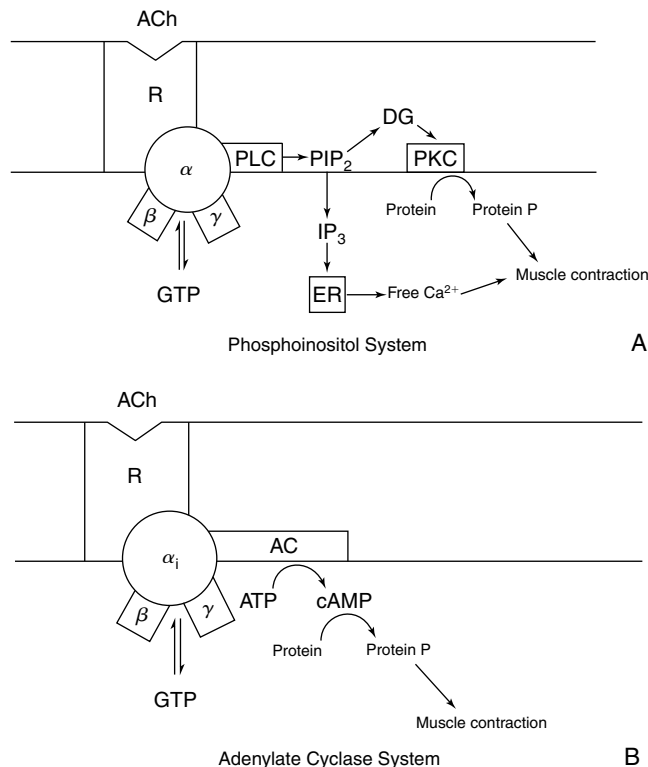 ACh
R
DG
α
PLC
PIP₂
PKC
β
γ
Protein
Protein P
IP₃
GTP
ER
Free Ca²⁺
Muscle contraction
Phosphoinositol System
A
ACh
R
AC
αᵢ
β
γ
ATP
cAMP
Protein
Protein P
GTP
Muscle contraction
Adenylate Cyclase System
B